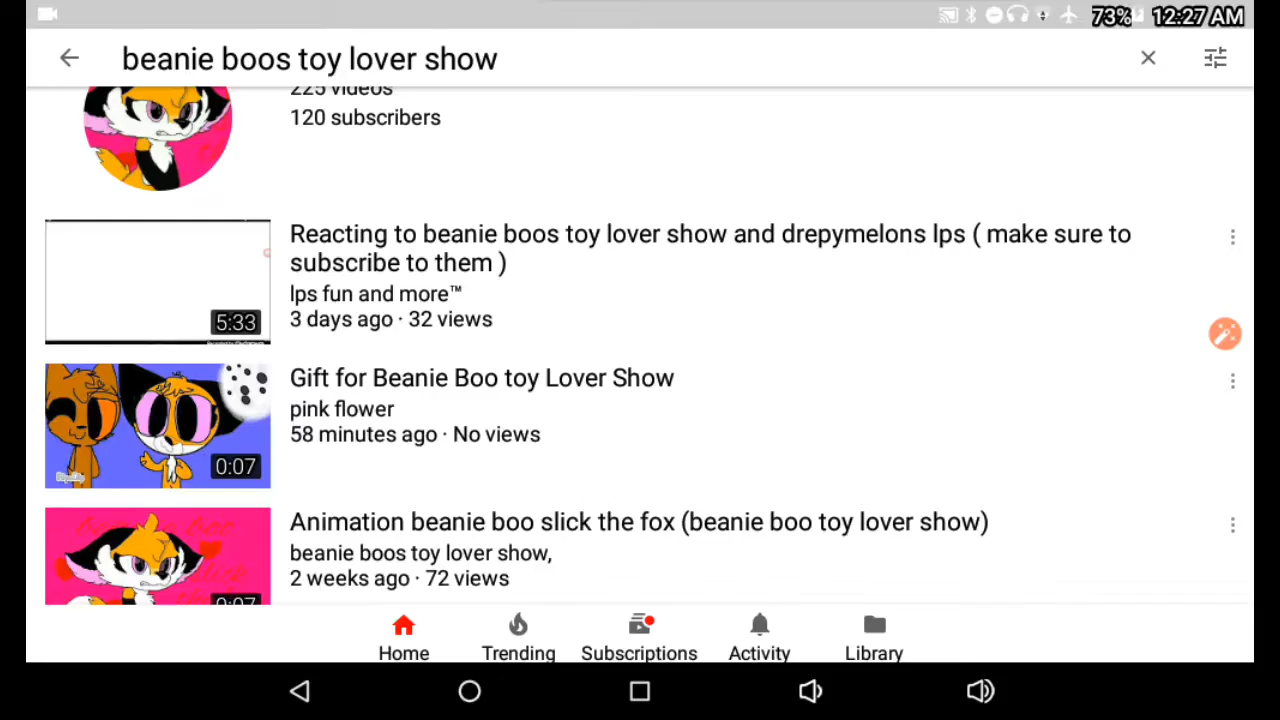 73% 12:27 AM
beanie boos toy lover show
225 videos
120 subscribers
Reacting to beanie boos toy lover show and drepymelons lps ( make sure to
subscribe to them )
lps fun and more™
3 days ago · 32 views
5:33
Gift for Beanie Boo toy Lover Show
pink flower
58 minutes ago · No views
0:07
Animation beanie boo slick the fox (beanie boo toy lover show)
beanie boos toy lover show,
2 weeks ago · 72 views
0:07
Home Trending Subscriptions Activity Library